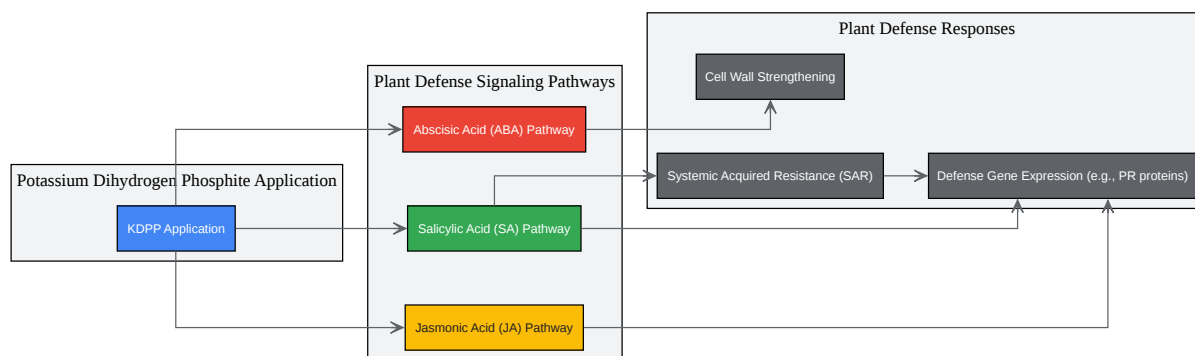 Potassium Dihydrogen Phosphite Application
KDPP Application
Plant Defense Signaling Pathways
Abscisic Acid (ABA) Pathway
Salicylic Acid (SA) Pathway
Jasmonic Acid (JA) Pathway
Plant Defense Responses
Cell Wall Strengthening
Systemic Acquired Resistance (SAR)
Defense Gene Expression (e.g., PR proteins)